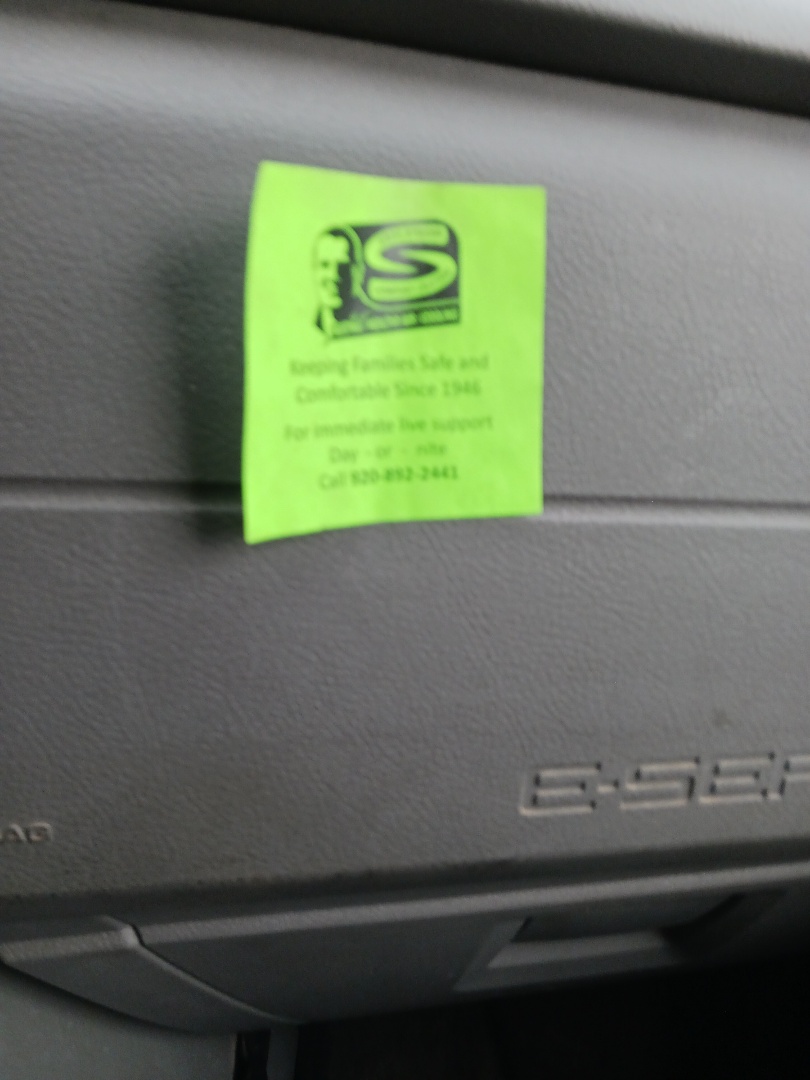 S
Keeping Families Safe and
Comfortable Since 1946
For immediate live support
Day - or - nite
Call 920-892-2441
E-SER
AG